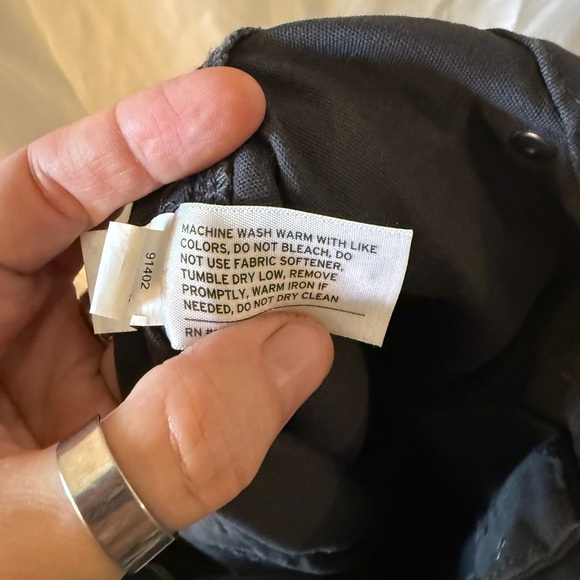 MACHINE WASH WARM WITH LIKE
COLORS, DO NOT BLEACH, DO
NOT USE FABRIC SOFTENER,
TUMBLE DRY LOW, REMOVE
PROMPTLY, WARM IRON IF
NEEDED, DO NOT DRY CLEAN
RN
91402